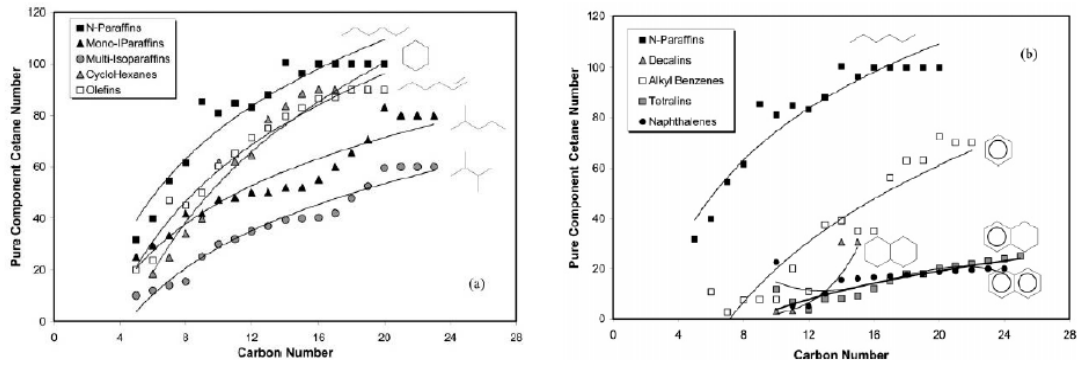 (a)
N-Paraffins
Mono-IParaffins
Multi-Isoparaffins
CycloHexanes
Olefins
Pure Component Cetane Number
120
100
80
60
40
20
0
0 4 8 12 16 20 24 28
Carbon Number
(b)
N-Paraffins
Decalins
Alkyl Benzenes
Tetralins
Naphthalenes
Pure Component Cetane Number
120
100
80
60
40
20
0
0 4 8 12 16 20 24 28
Carbon Number